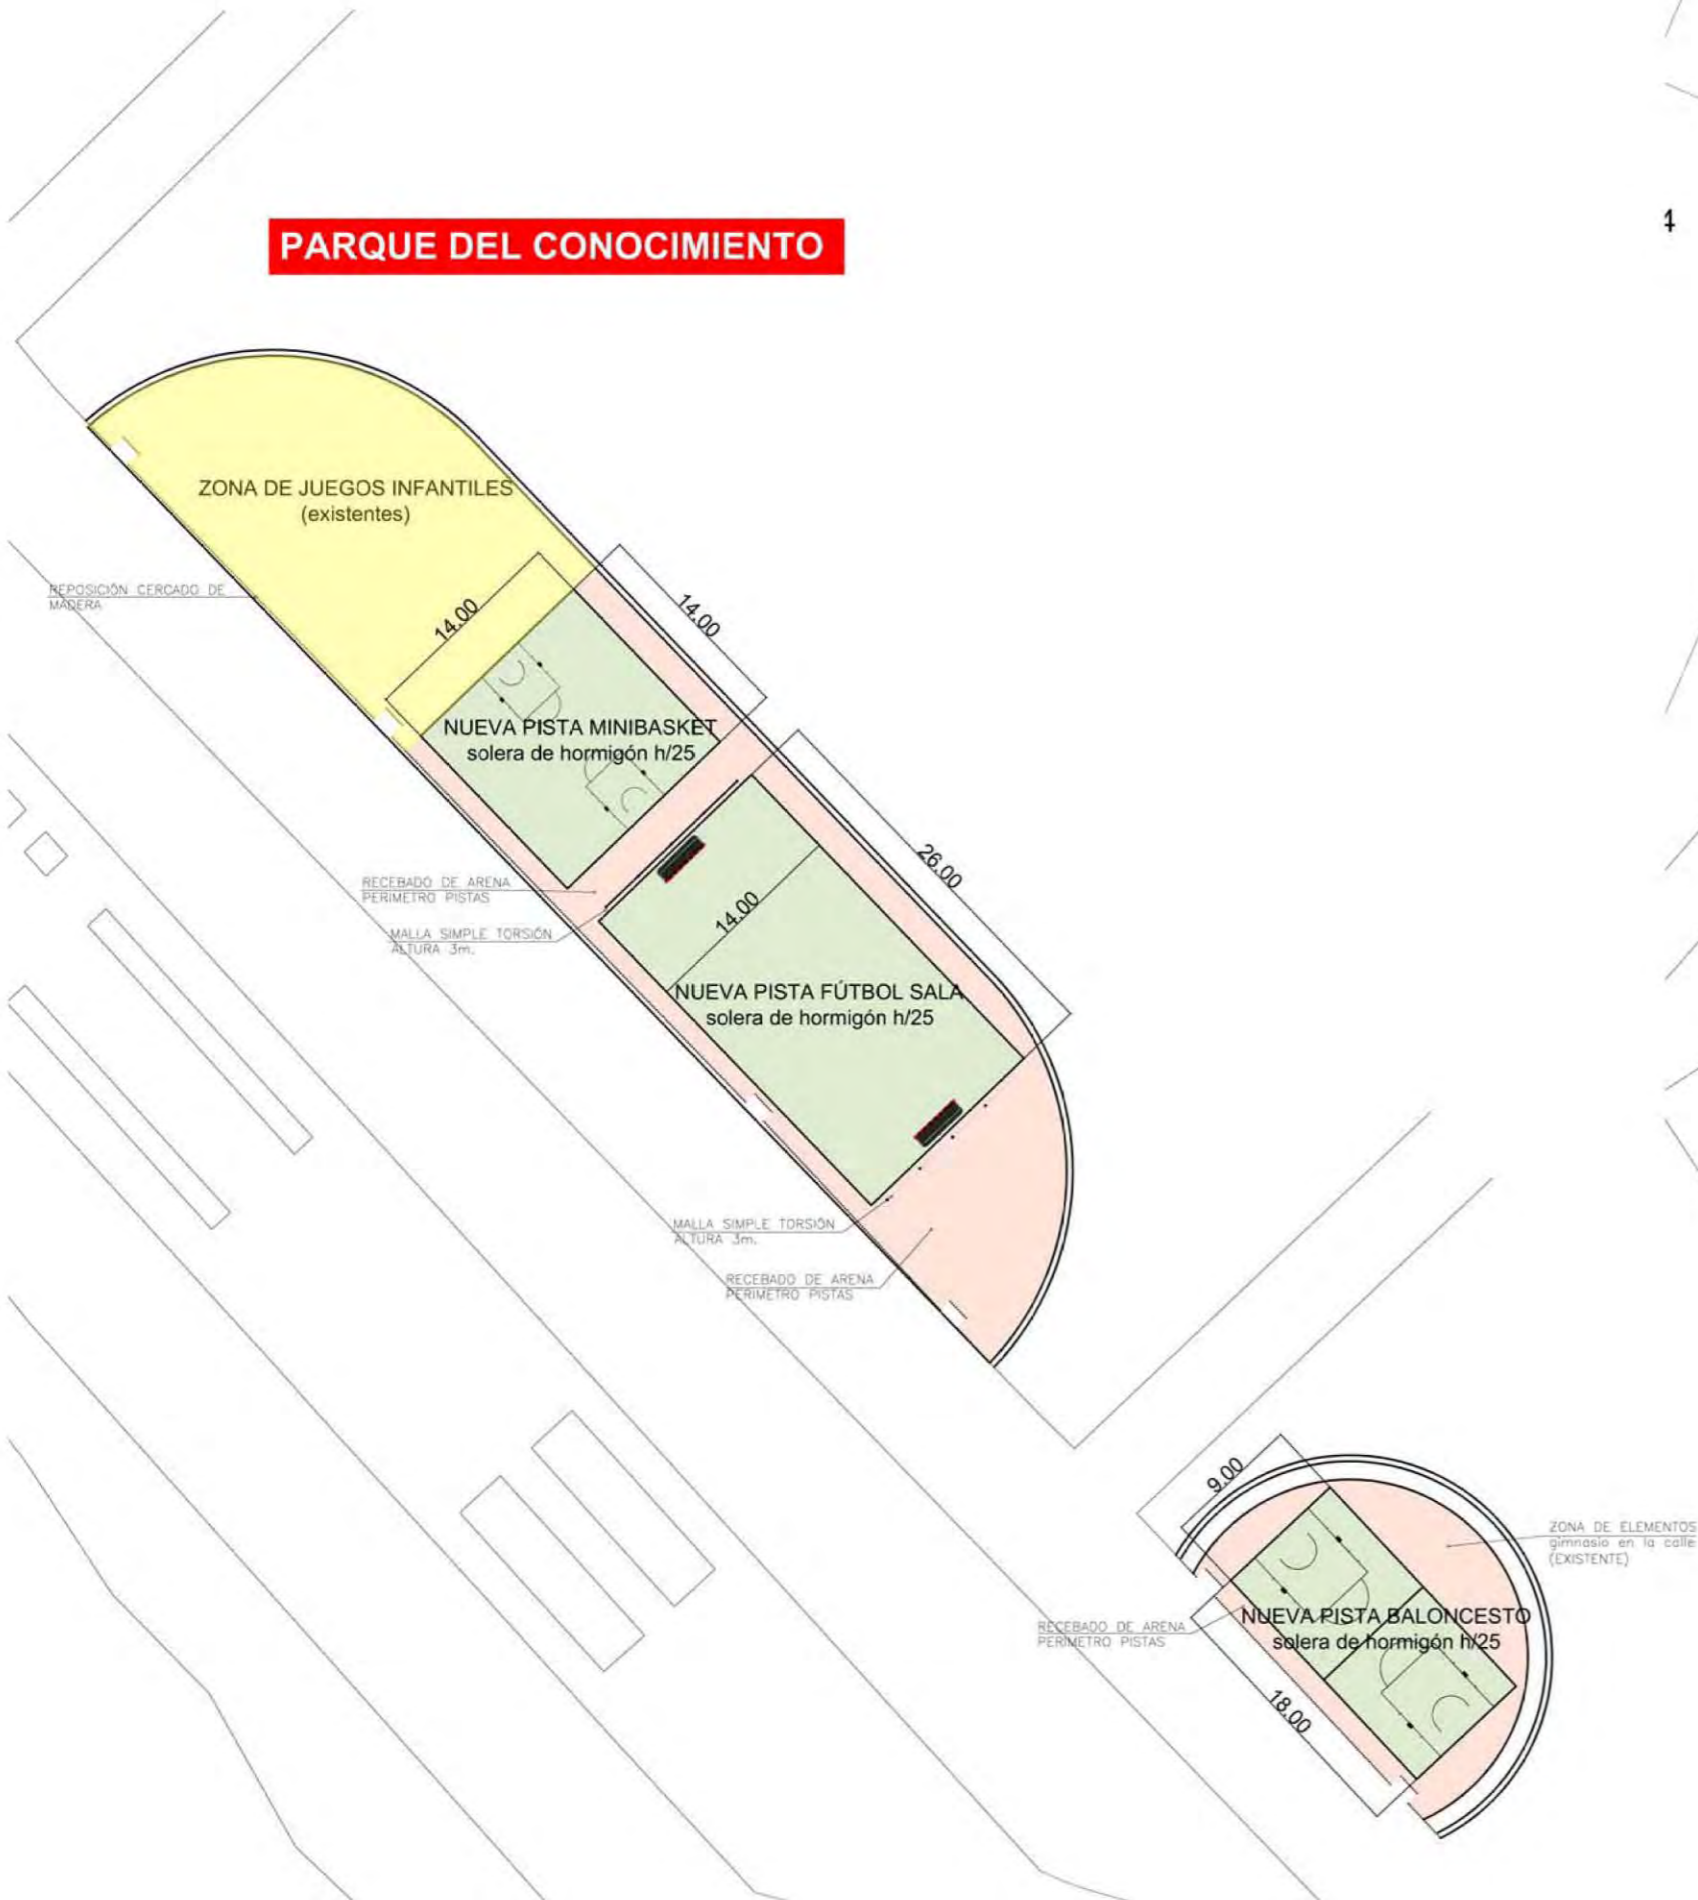 PARQUE DEL CONOCIMIENTO
ZONA DE JUEGOS INFANTILES
(existentes)
REPOSICIÓN CERCADO DE
MADERA
14.00
14.00
NUEVA PISTA MINIBASKET
solera de hormigón h/25
26.00
RECEBADO DE ARENA
PERIMETRO PISTAS
14.00
MALLA SIMPLE TORSIÓN
ALTURA 3m.
NUEVA PISTA FÚTBOL SALA
solera de hormigón h/25
MALLA SIMPLE TORSIÓN
ALTURA 3m.
RECEBADO DE ARENA
PERIMETRO PISTAS
9.00
ZONA DE ELEMENTOS
gimnasio en la calle
(EXISTENTE)
NUEVA PISTA BALONCESTO
solera de hormigón h/25
RECEBADO DE ARENA
PERIMETRO PISTAS
18.00